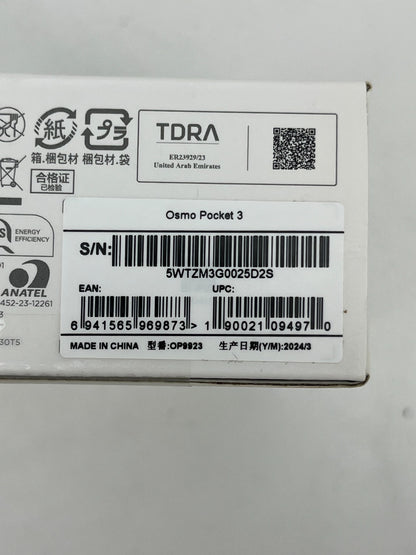 紙
プラ
箱.梱包材 梱包材.袋
TDRA
ER23929/23
United Arab Emirates
合格证
已检验
S
ENERGY
EFFICIENCY
ANATEL
452-23-12261
30TS
Osmo Pocket 3
S/N:
5WTZM3G0025D2S
EAN:
UPC:
6 941565 969873 >
1 90021 09497 0
MADE IN CHINA 型番:OP9923 生产日期(Y/M):2024/3